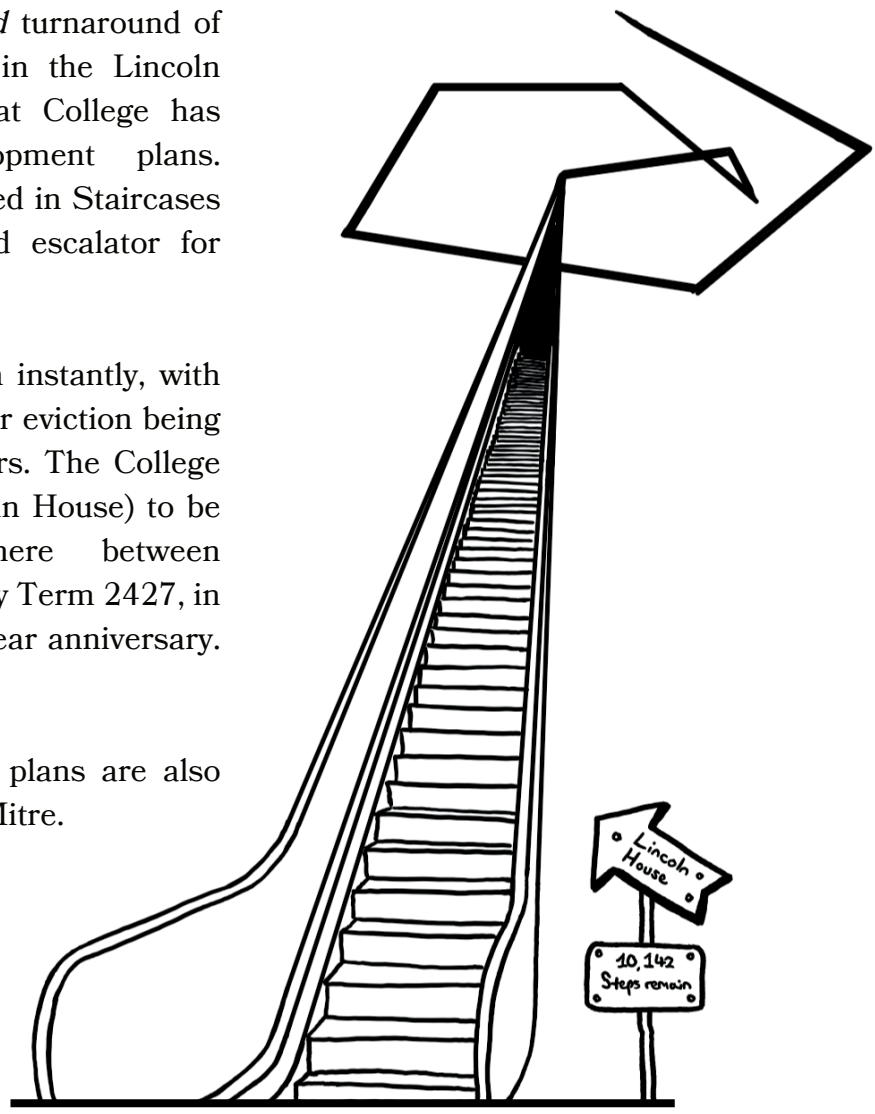 d turnaround of
in the Lincoln
at College has
opment plans.
ed in Staircases
d escalator for
n instantly, with
r eviction being
rs. The College
n House) to be
here between
y Term 2427, in
ear anniversary.
plans are also
Mitre.
Lincoln
House
10,142
Steps remain